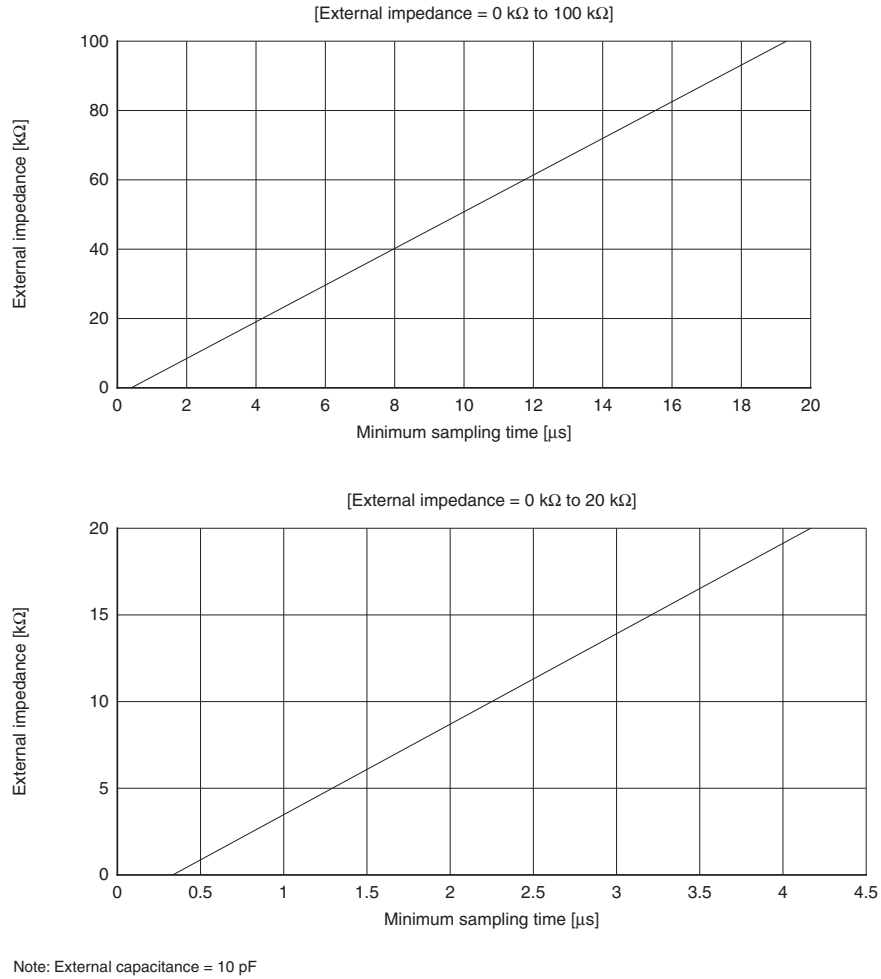 [External impedance = 0 kΩ to 100 kΩ]
External impedance [kΩ]
100
80
60
40
20
0
0 2 4 6 8 10 12 14 16 18 20
Minimum sampling time [μs]
[External impedance = 0 kΩ to 20 kΩ]
External impedance [kΩ]
20
15
10
5
0
0 0.5 1 1.5 2 2.5 3 3.5 4 4.5
Minimum sampling time [μs]
Note: External capacitance = 10 pF